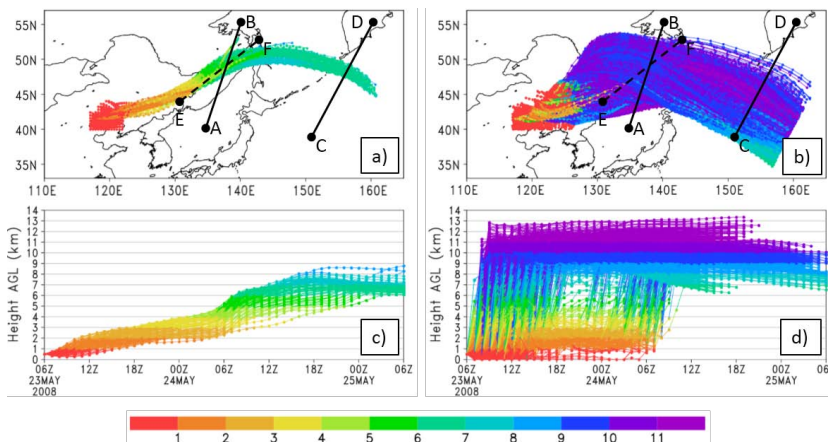 55N
50N
45N
40N
35N
B
D
F
E
A
C
a)
110E 120E 130E 140E 150E 160E
55N
50N
45N
40N
35N
B
D
F
E
A
C
b)
110E 120E 130E 140E 150E 160E
Height AGL (km)
14
13
12
11
10
9
8
7
6
5
4
3
2
1
0
c)
06Z 12Z 18Z 00Z 06Z 12Z 18Z 00Z 06Z
23MAY 24MAY 25MAY
2008
Height AGL (km)
14
13
12
11
10
9
8
7
6
5
4
3
2
1
0
d)
06Z 12Z 18Z 00Z 06Z 12Z 18Z 00Z 06Z
23MAY 24MAY 25MAY
2008
1 2 3 4 5 6 7 8 9 10 11